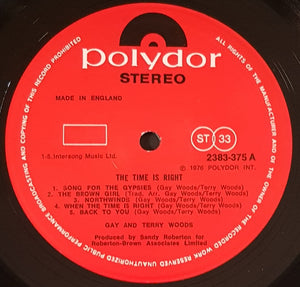 polydor
STEREO
MADE IN ENGLAND
ST 33
2383-375 A
1-5. Intersong Music Ltd.
℗ 1976 POLYDOR INT.
THE TIME IS RIGHT
1. SONG FOR THE GYPSIES (Gay Woods/Terry Woods)
2. THE BROWN GIRL (Trad. Arr. Gay Woods/Terry Woods)
3. NORTHWINDS (Gay Woods/Terry Woods)
4. WHEN THE TIME IS RIGHT (Gay Woods/Terry Woods)
5. BACK TO YOU (Gay Woods/Terry Woods)
GAY AND TERRY WOODS
Produced by Sandy Roberton for
Roberton-Brown Associates Limited
ALL RIGHTS OF THE MANUFACTURER AND OF THE OWNER OF THE RECORDED WORK RESERVED. UNAUTHORIZED PUBLIC PERFORMANCE BROADCASTING AND COPYING OF THIS RECORD PROHIBITED